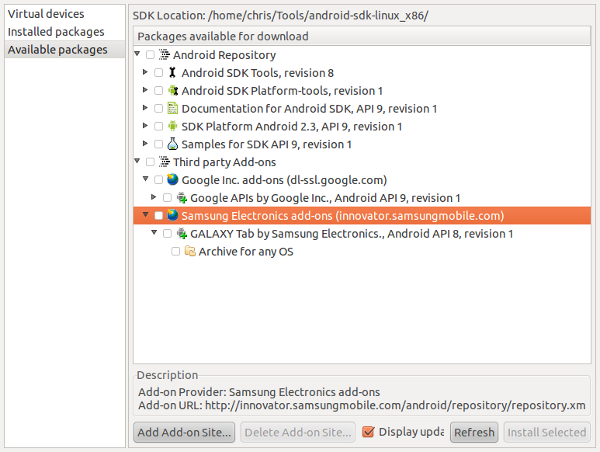 Virtual devices
Installed packages
Available packages
SDK Location: /home/chris/Tools/android-sdk-linux_x86/
Packages available for download
Android Repository
Android SDK Tools, revision 8
Android SDK Platform-tools, revision 1
Documentation for Android SDK, API 9, revision 1
SDK Platform Android 2.3, API 9, revision 1
Samples for SDK API 9, revision 1
Third party Add-ons
Google Inc. add-ons (dl-ssl.google.com)
Google APIs by Google Inc., Android API 9, revision 1
Samsung Electronics add-ons (innovator.samsungmobile.com)
GALAXY Tab by Samsung Electronics., Android API 8, revision 1
Archive for any OS
Description
Add-on Provider: Samsung Electronics add-ons
Add-on URL: http://innovator.samsungmobile.com/android/repository/repository.xm
Add Add-on Site... Delete Add-on Site... Display upda Refresh Install Selected